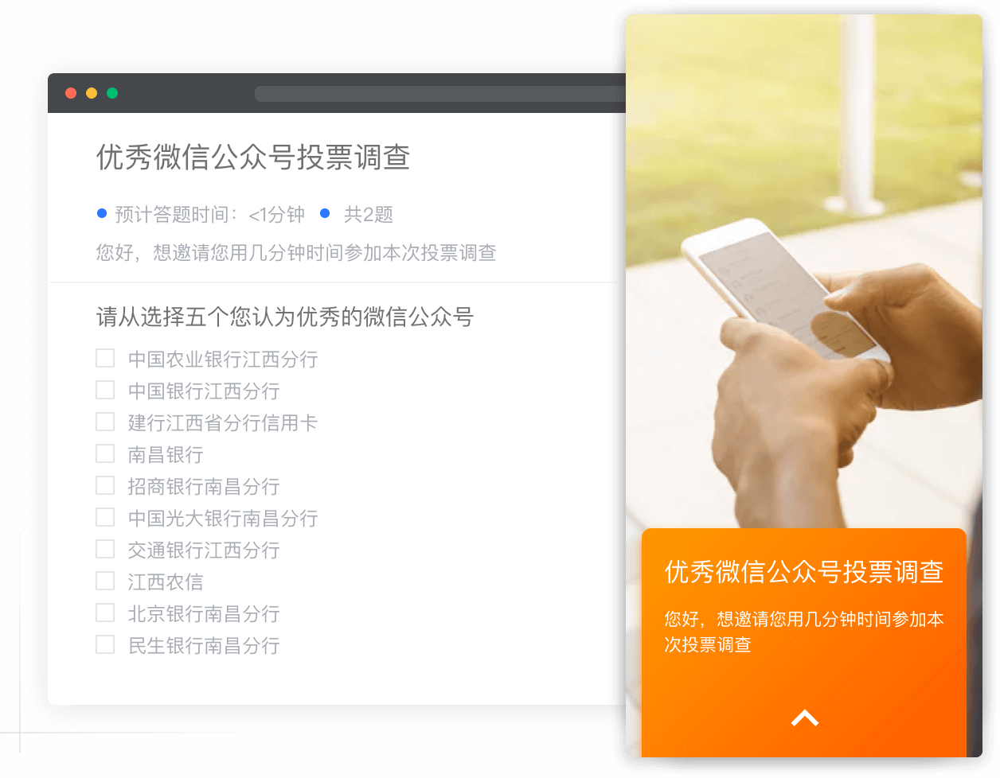 优秀微信公众号投票调查
预计答题时间：<1分钟 共2题
您好，想邀请您用几分钟时间参加本次投票调查
请从选择五个您认为优秀的微信公众号
中国农业银行江西分行
中国银行江西分行
建行江西省分行信用卡
南昌银行
招商银行南昌分行
中国光大银行南昌分行
交通银行江西分行
江西农信
北京银行南昌分行
民生银行南昌分行
优秀微信公众号投票调查
您好，想邀请您用几分钟时间参加本
次投票调查